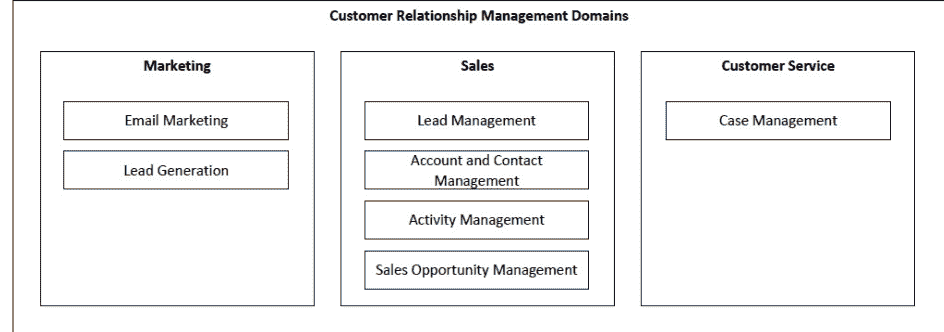 Customer Relationship Management Domains
Marketing
Email Marketing
Lead Generation
Sales
Lead Management
Account and Contact
Management
Activity Management
Sales Opportunity Management
Customer Service
Case Management